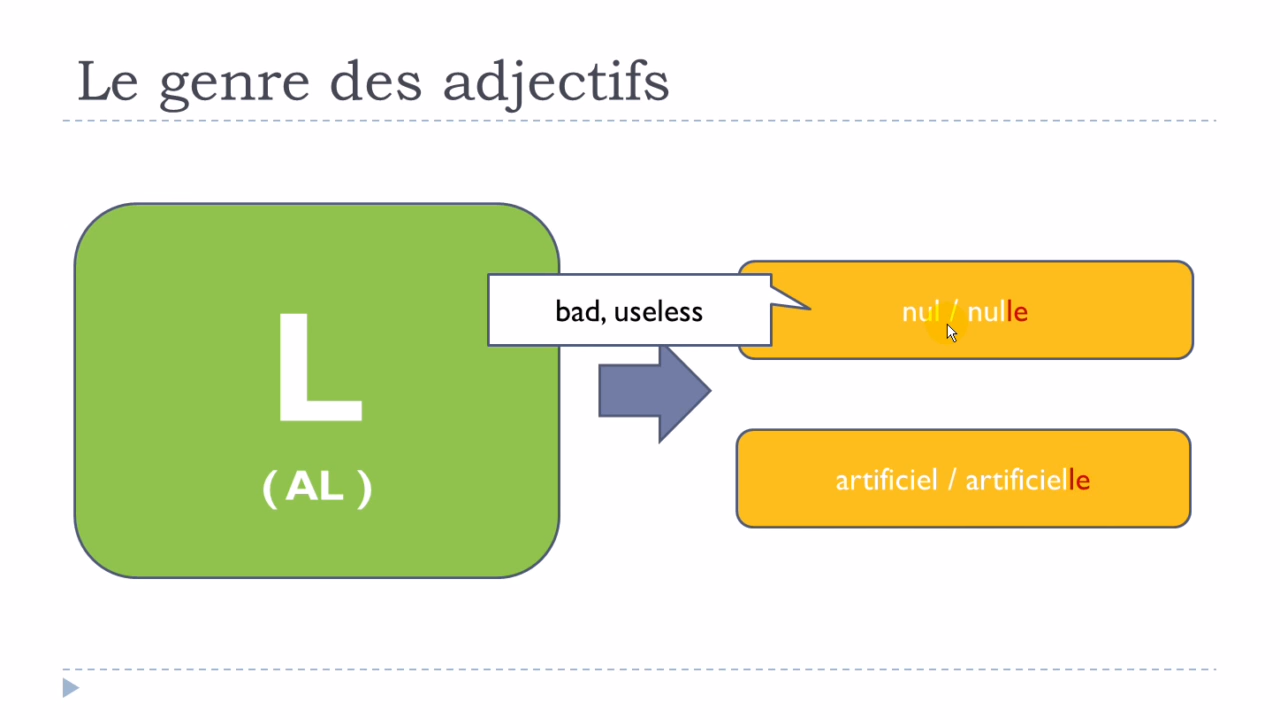 Le genre des adjectifs
L
( AL )
bad, useless
nul / nulle
artificiel / artificielle